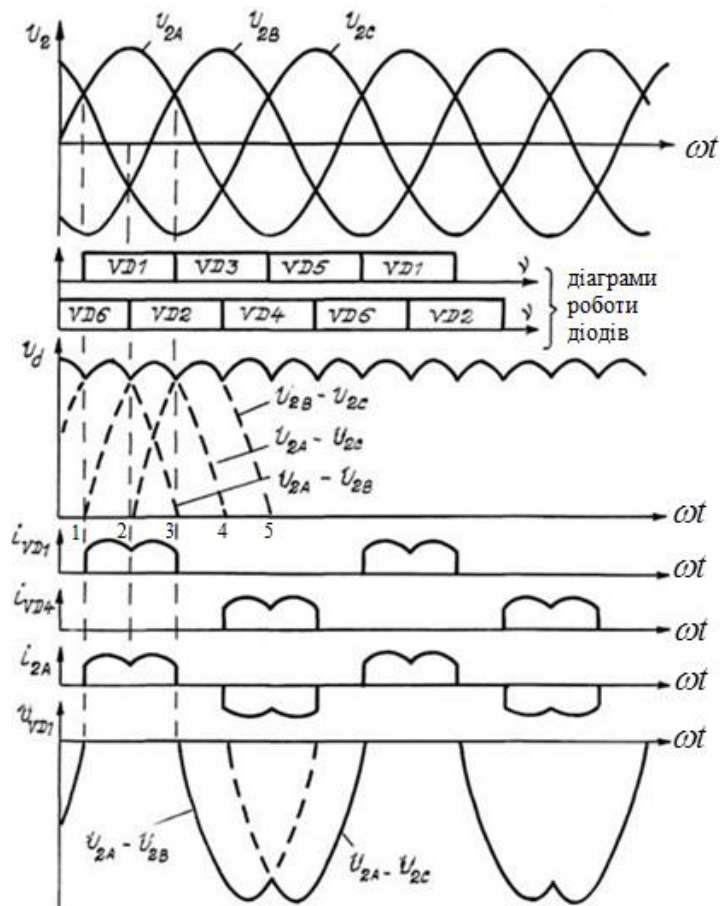 υ₂
υ₂A
υ₂B
υ₂C
ωt
VD1 VD3 VD5 VD1 ν
VD6 VD2 VD4 VD6 VD2 ν
діаграми
роботи
діодів
υd
υ₂B − υ₂C
υ₂A − υ₂C
υ₂A − υ₂B
1 2 3 4 5 ωt
iVD1 ωt
iVD4 ωt
i₂A ωt
υVD1 ωt
υ₂A − υ₂B
υ₂A − υ₂C